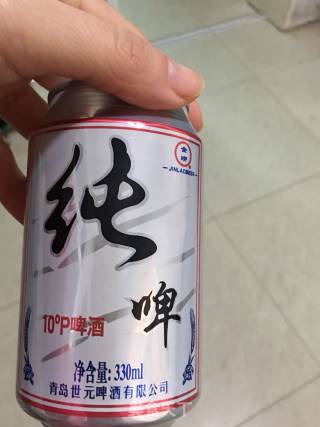 纯
啤
10°P啤酒
净含量: 330ml
青岛世元啤酒有限公司